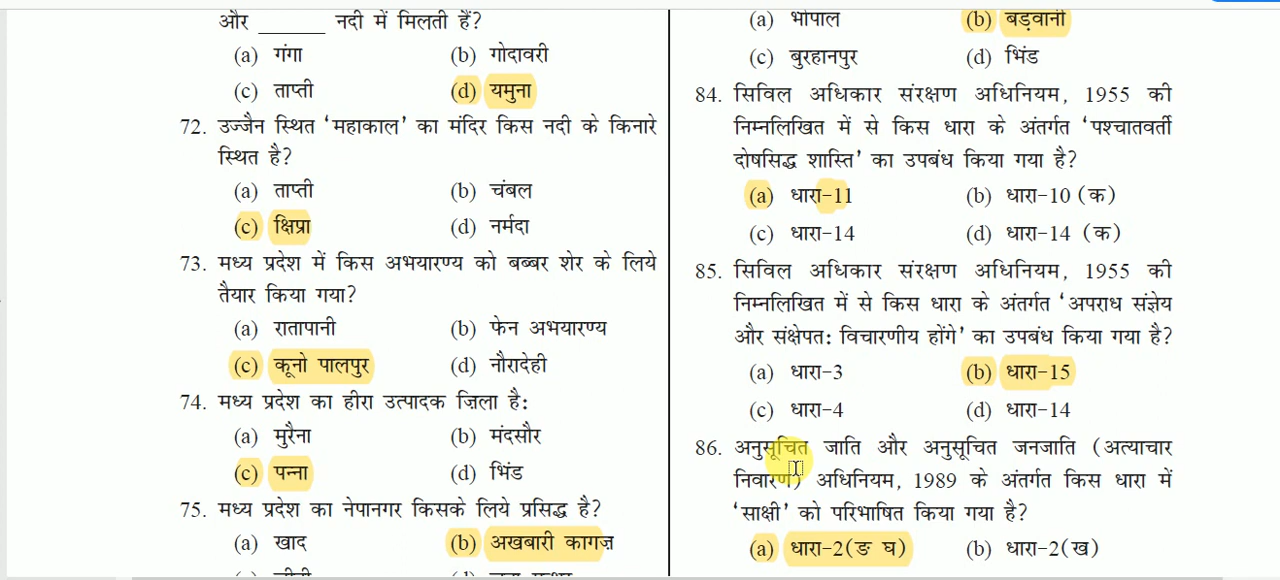 और ______ नदी में मिलती हैं?
(a) गंगा (b) गोदावरी
(c) ताप्ती (d) यमुना
72. उज्जैन स्थित ‘महाकाल’ का मंदिर किस नदी के किनारे
स्थित है?
(a) ताप्ती (b) चंबल
(c) क्षिप्रा (d) नर्मदा
73. मध्य प्रदेश में किस अभयारण्य को बब्बर शेर के लिये
तैयार किया गया?
(a) रातापानी (b) फेन अभयारण्य
(c) कूनो पालपुर (d) नौरादेही
74. मध्य प्रदेश का हीरा उत्पादक ज़िला है:
(a) मुरैना (b) मंदसौर
(c) पन्ना (d) भिंड
75. मध्य प्रदेश का नेपानगर किसके लिये प्रसिद्ध है?
(a) खाद (b) अखबारी कागज़
(a) भोपाल (b) बड़वानी
(c) बुरहानपुर (d) भिंड
84. सिविल अधिकार संरक्षण अधिनियम, 1955 की
निम्नलिखित में से किस धारा के अंतर्गत ‘पश्चातवर्ती
दोषसिद्ध शास्ति’ का उपबंध किया गया है?
(a) धारा-11 (b) धारा-10 (क)
(c) धारा-14 (d) धारा-14 (क)
85. सिविल अधिकार संरक्षण अधिनियम, 1955 की
निम्नलिखित में से किस धारा के अंतर्गत ‘अपराध संज्ञेय
और संक्षेपतः विचारणीय होंगे’ का उपबंध किया गया है?
(a) धारा-3 (b) धारा-15
(c) धारा-4 (d) धारा-14
86. अनुसूचित जाति और अनुसूचित जनजाति (अत्याचार
निवारण) अधिनियम, 1989 के अंतर्गत किस धारा में
‘साक्षी’ को परिभाषित किया गया है?
(a) धारा-2(ङ घ) (b) धारा-2(ख)